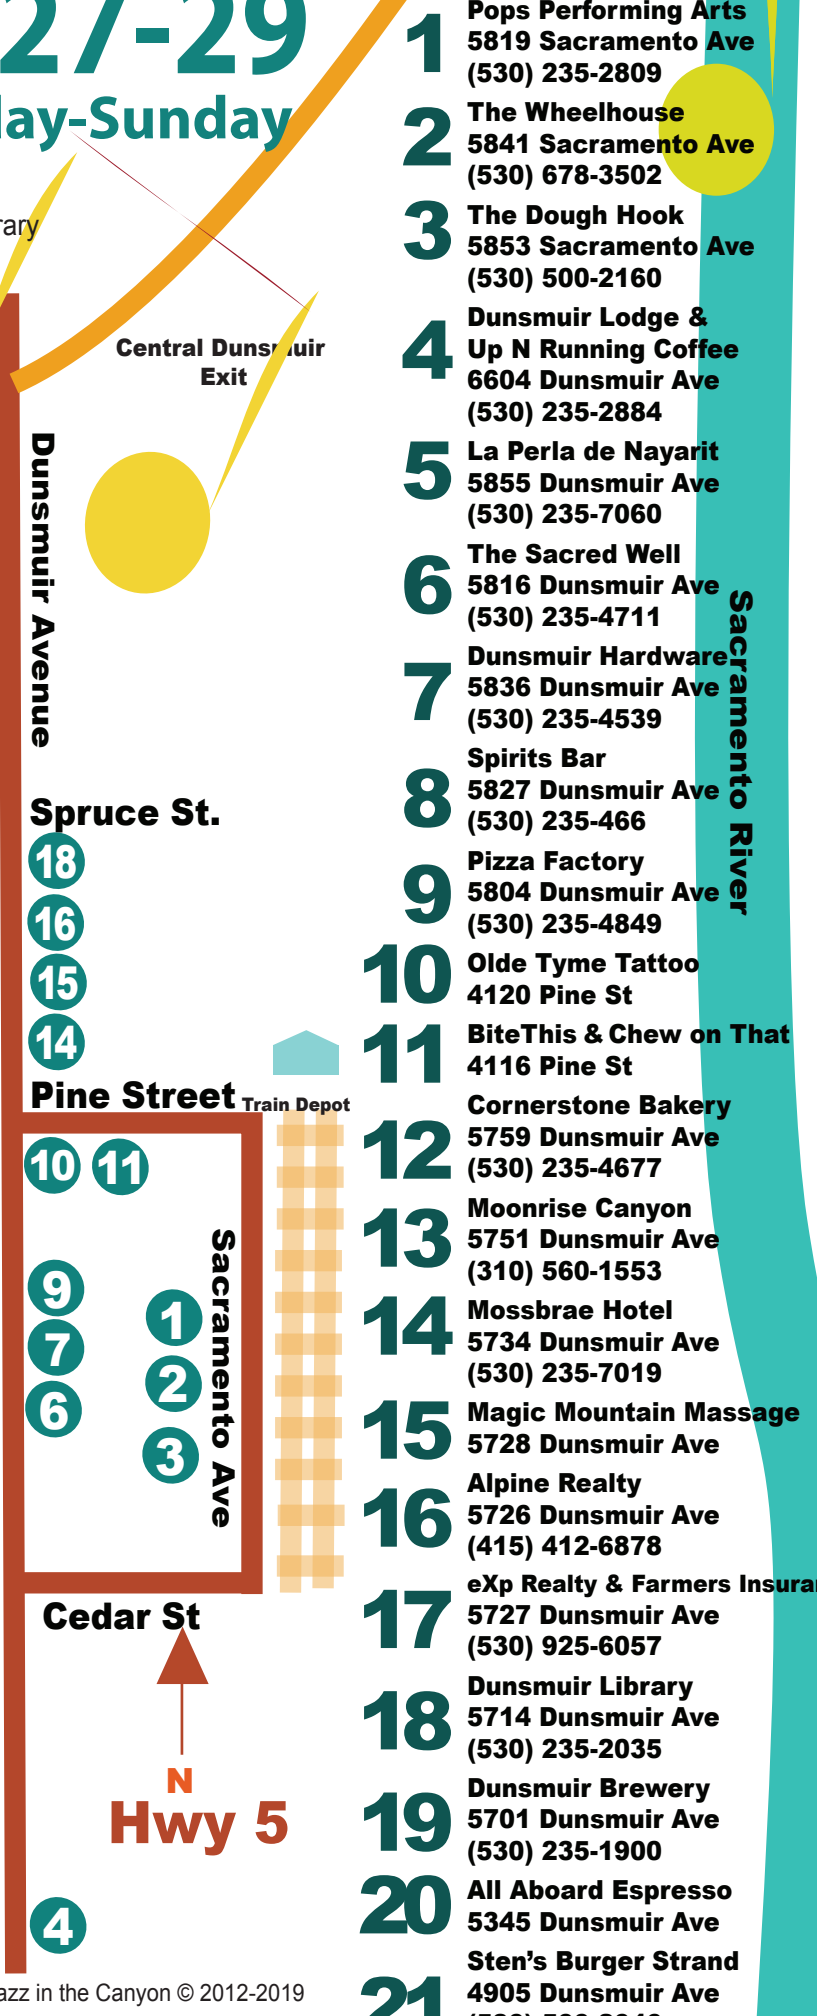 27-29
day-Sunday
rary
Central Dunsmuir
Exit
Dunsmuir Avenue
Spruce St.
18
16
15
14
Pine Street
Train Depot
10 11
9
7
6
1
2
3
Sacramento Ave
Cedar St
N
Hwy 5
4
azz in the Canyon © 2012-2019
1
Pops Performing Arts
5819 Sacramento Ave
(530) 235-2809
2
The Wheelhouse
5841 Sacramento Ave
(530) 678-3502
3
The Dough Hook
5853 Sacramento Ave
(530) 500-2160
4
Dunsmuir Lodge &
Up N Running Coffee
6604 Dunsmuir Ave
(530) 235-2884
5
La Perla de Nayarit
5855 Dunsmuir Ave
(530) 235-7060
6
The Sacred Well
5816 Dunsmuir Ave
(530) 235-4711
7
Dunsmuir Hardware
5836 Dunsmuir Ave
(530) 235-4539
8
Spirits Bar
5827 Dunsmuir Ave
(530) 235-466
9
Pizza Factory
5804 Dunsmuir Ave
(530) 235-4849
10
Olde Tyme Tattoo
4120 Pine St
11
BiteThis & Chew on That
4116 Pine St
12
Cornerstone Bakery
5759 Dunsmuir Ave
(530) 235-4677
13
Moonrise Canyon
5751 Dunsmuir Ave
(310) 560-1553
14
Mossbrae Hotel
5734 Dunsmuir Ave
(530) 235-7019
15
Magic Mountain Massage
5728 Dunsmuir Ave
16
Alpine Realty
5726 Dunsmuir Ave
(415) 412-6878
17
eXp Realty & Farmers Insura
5727 Dunsmuir Ave
(530) 925-6057
18
Dunsmuir Library
5714 Dunsmuir Ave
(530) 235-2035
19
Dunsmuir Brewery
5701 Dunsmuir Ave
(530) 235-1900
20
All Aboard Espresso
5345 Dunsmuir Ave
21
Sten's Burger Strand
4905 Dunsmuir Ave
Sacramento River